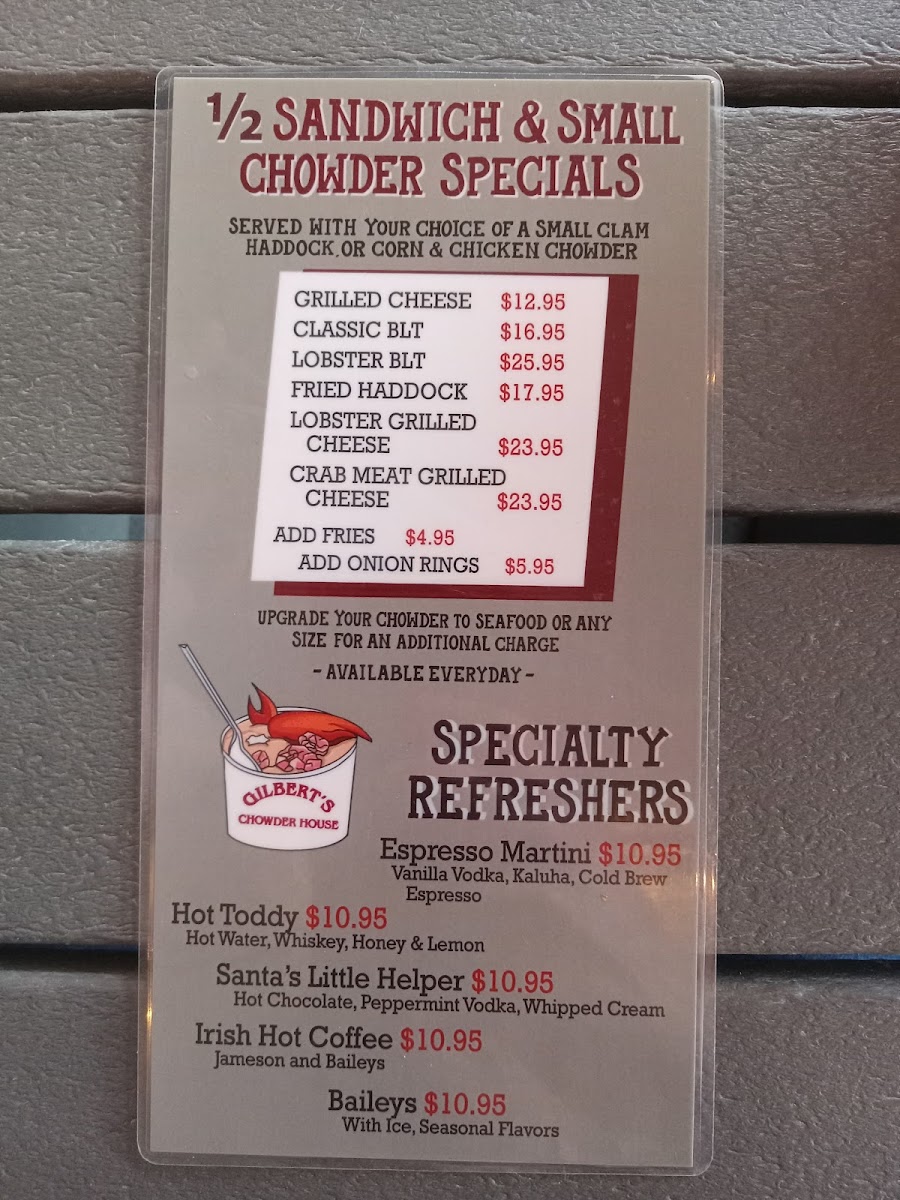 1/2 SANDWICH & SMALL
CHOWDER SPECIALS
SERVED WITH YOUR CHOICE OF A SMALL CLAM
HADDOCK, OR CORN & CHICKEN CHOWDER
GRILLED CHEESE $12.95
CLASSIC BLT $16.95
LOBSTER BLT $25.95
FRIED HADDOCK $17.95
LOBSTER GRILLED
CHEESE $23.95
CRAB MEAT GRILLED
CHEESE $23.95
ADD FRIES $4.95
ADD ONION RINGS $5.95
UPGRADE YOUR CHOWDER TO SEAFOOD OR ANY
SIZE FOR AN ADDITIONAL CHARGE
- AVAILABLE EVERYDAY -
GILBERT'S
CHOWDER HOUSE
SPECIALTY
REFRESHERS
Espresso Martini $10.95
Vanilla Vodka, Kaluha, Cold Brew
Espresso
Hot Toddy $10.95
Hot Water, Whiskey, Honey & Lemon
Santa's Little Helper $10.95
Hot Chocolate, Peppermint Vodka, Whipped Cream
Irish Hot Coffee $10.95
Jameson and Baileys
Baileys $10.95
With Ice, Seasonal Flavors